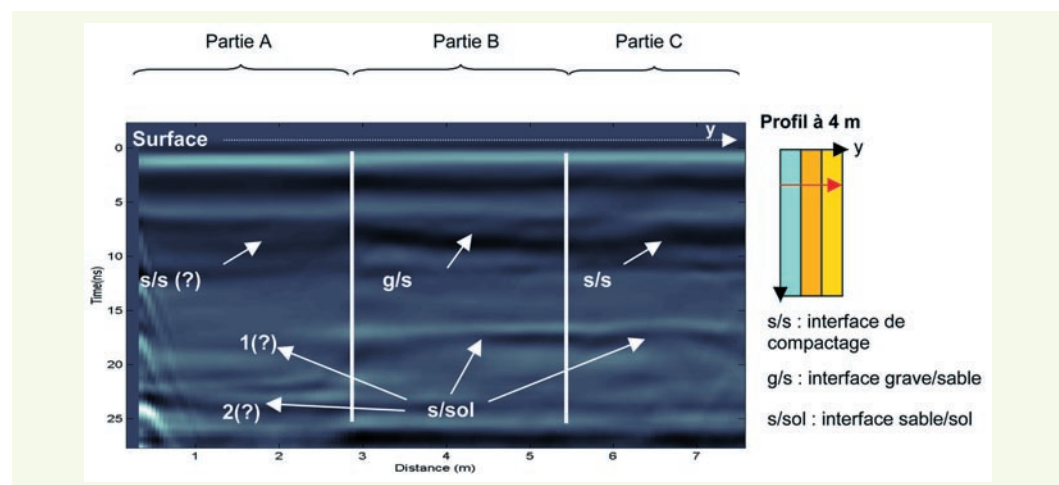 Partie A Partie B Partie C
Surface y
Profil à 4 m
y
0
5
10
15
20
25
Time(ns)
s/s (?) g/s s/s
1(?)
2(?) s/sol
1 2 3 4 5 6 7
Distance (m)
s/s : interface de
compactage
g/s : interface grave/sable
s/sol : interface sable/sol